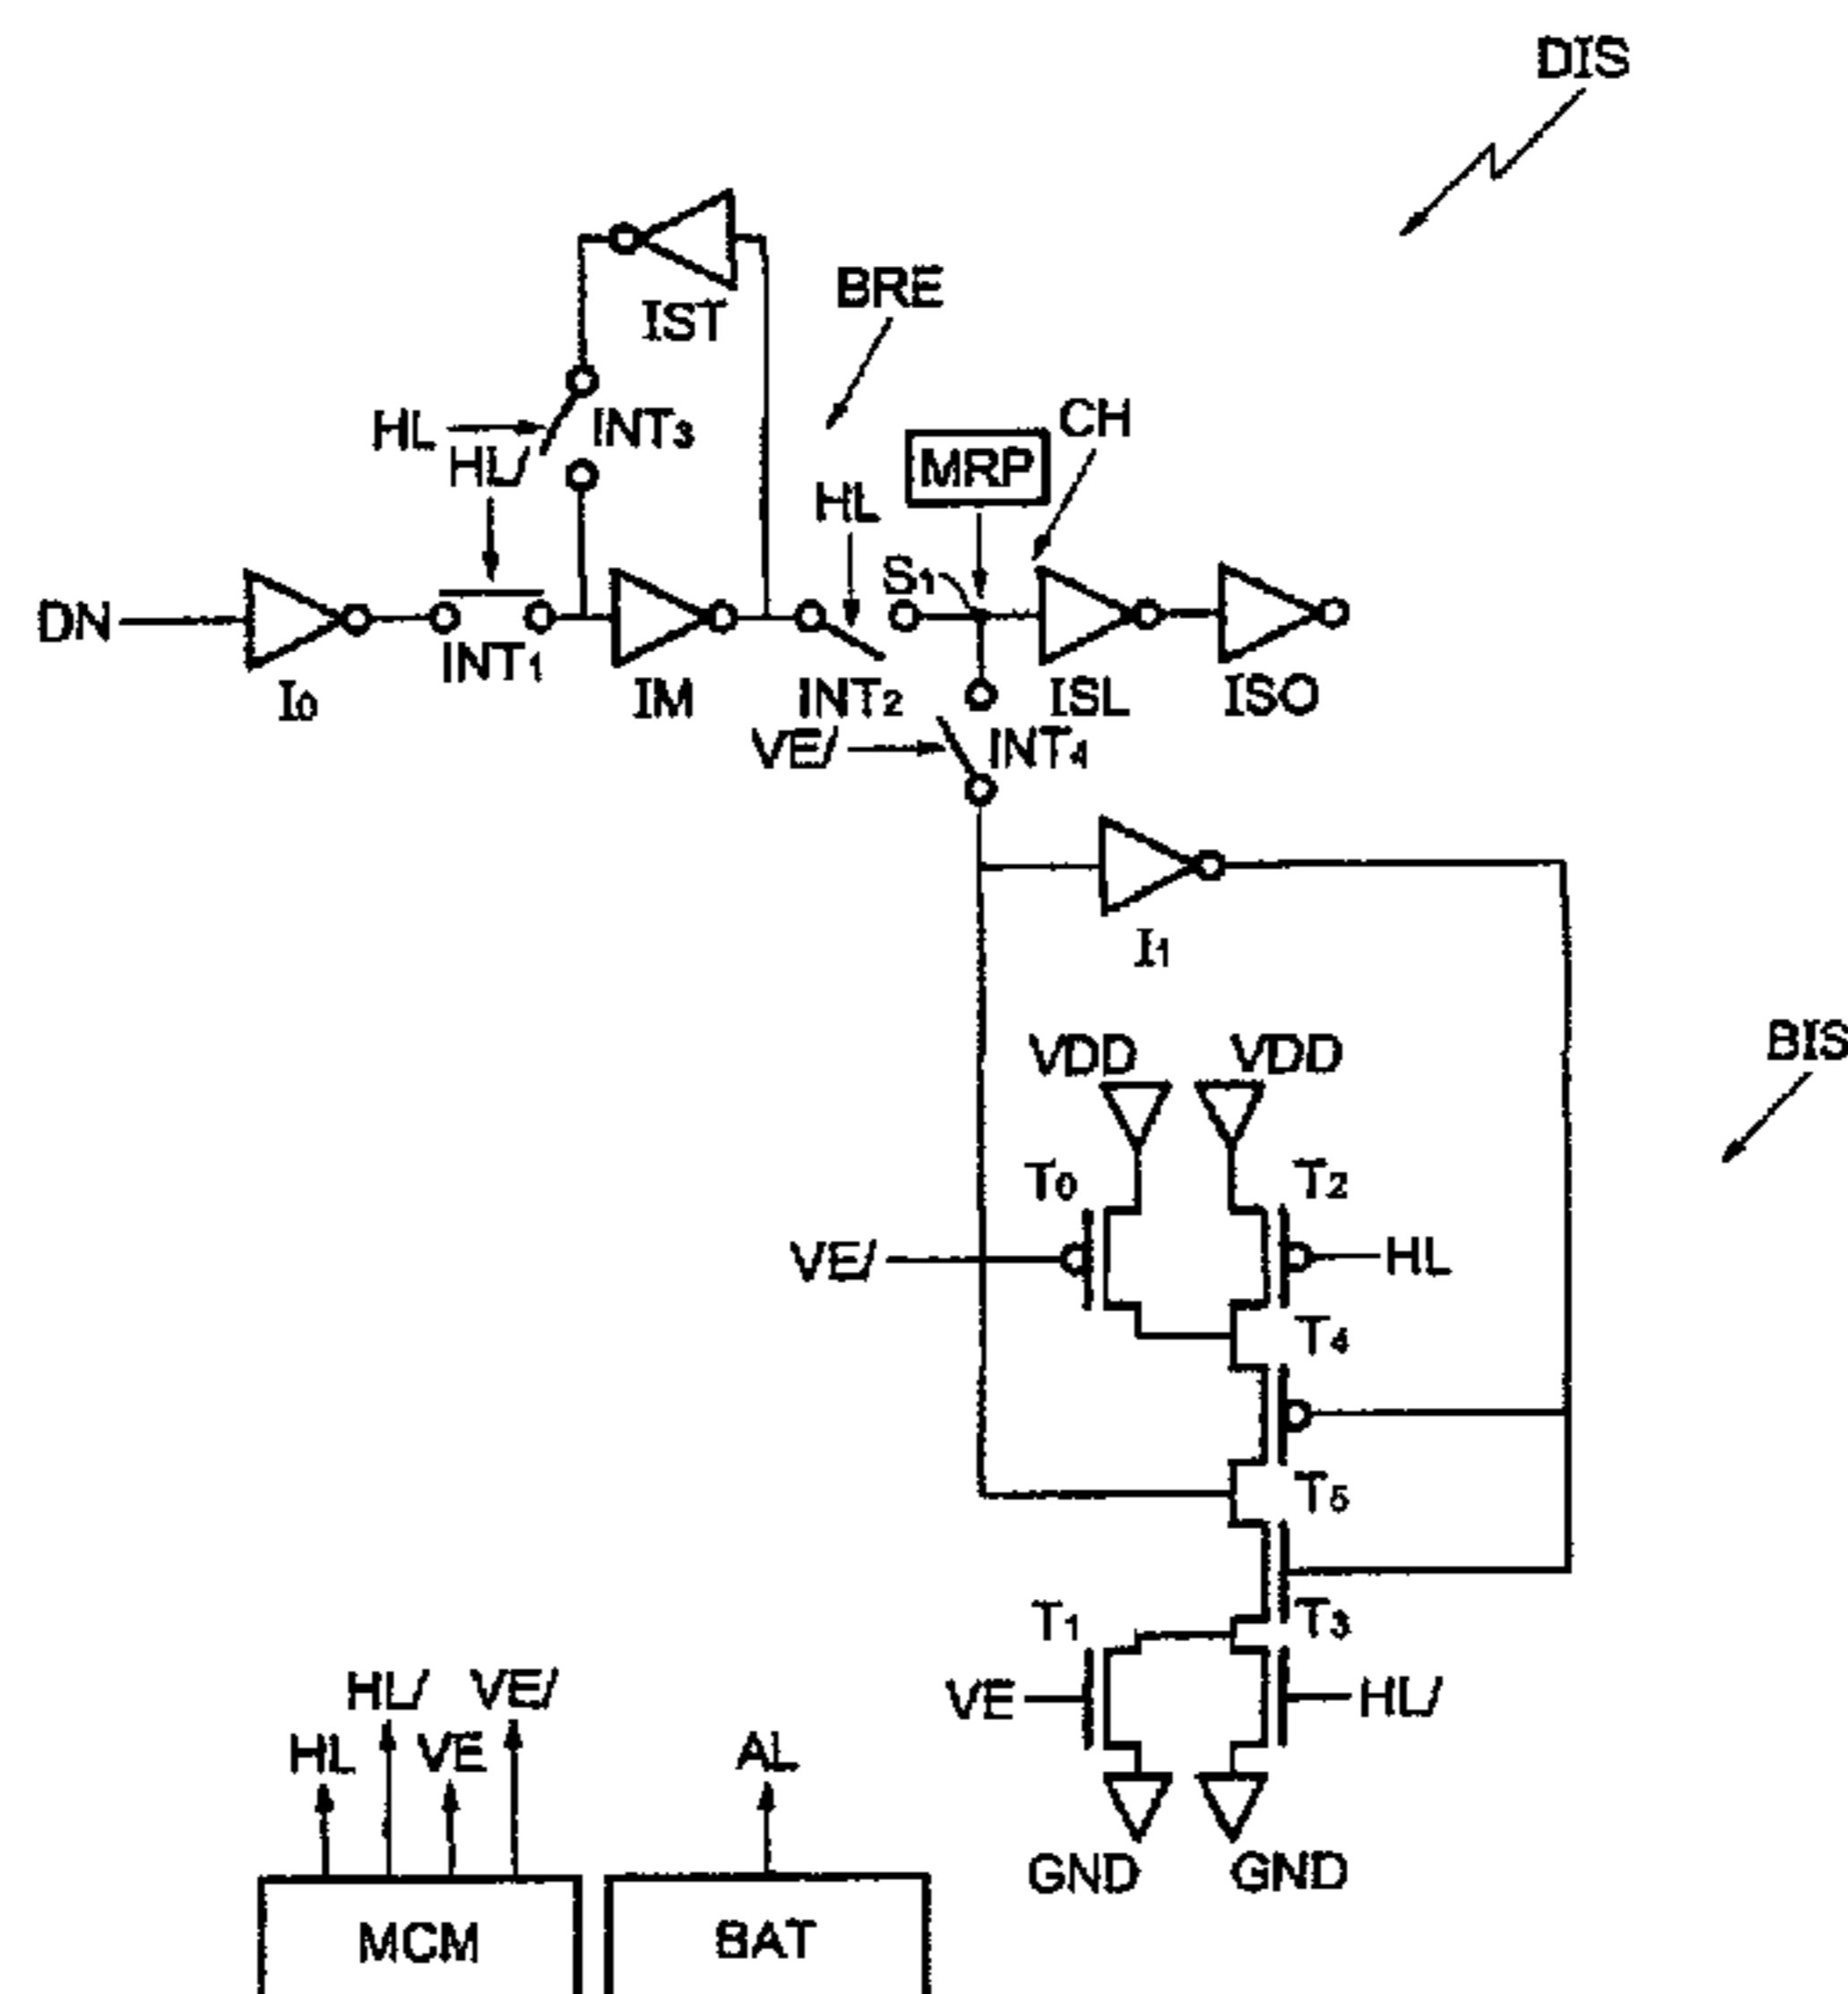 DIS
IST
BRE
HL
INT3
HL/
CH
MRP
HL
S1
DN
I0
INT1
IM
INT2
ISL
ISO
VE/
INT4
I1
BIS
VDD
VDD
T0
T2
VE/
HL
T4
T5
T1
T3
VE
HL/
HL/
VE/
HL
VE
AL
GND
GND
MCM
BAT